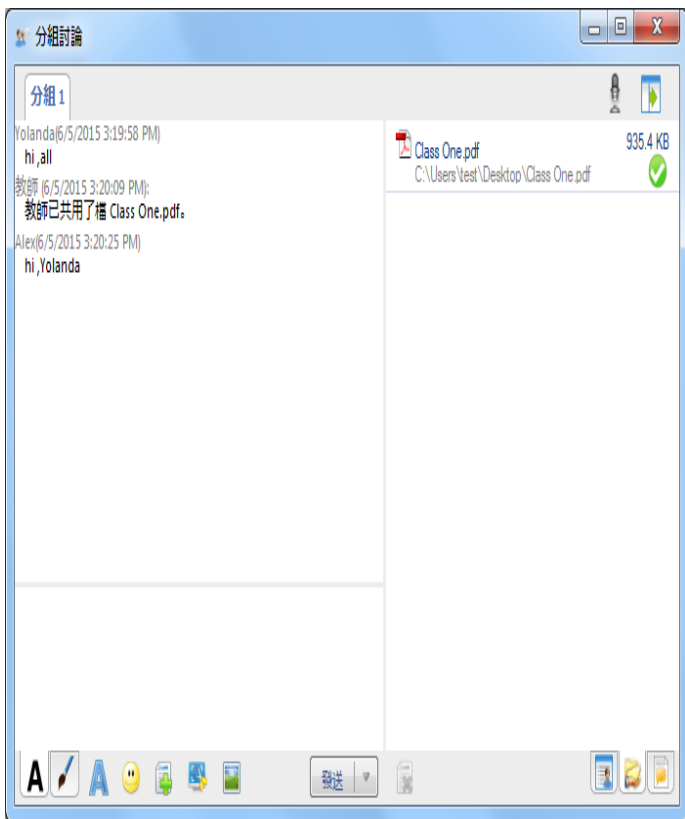 分組討論
分組 1
Yolanda(6/5/2015 3:19:58 PM)
hi ,all
教師 (6/5/2015 3:20:09 PM):
教師已共用了檔 Class One.pdf。
Alex(6/5/2015 3:20:25 PM)
hi ,Yolanda
Class One.pdf
935.4 KB
C:\Users\test\Desktop\Class One.pdf
A
A
發送